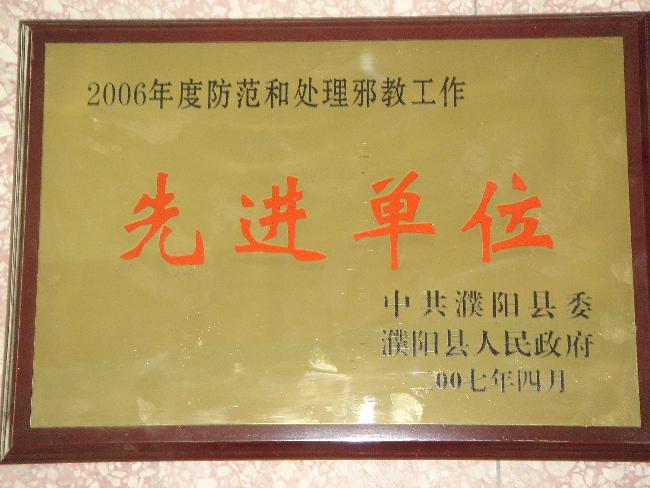 2006年度防范和处理邪教工作
先进单位
中共濮阳县委
濮阳县人民政府
二00七年四月